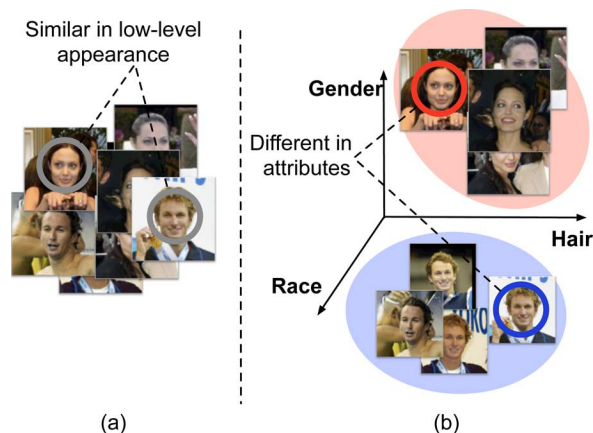 Similar in low-level
appearance
Gender
Different in
attributes
Hair
Race
(a)
(b)